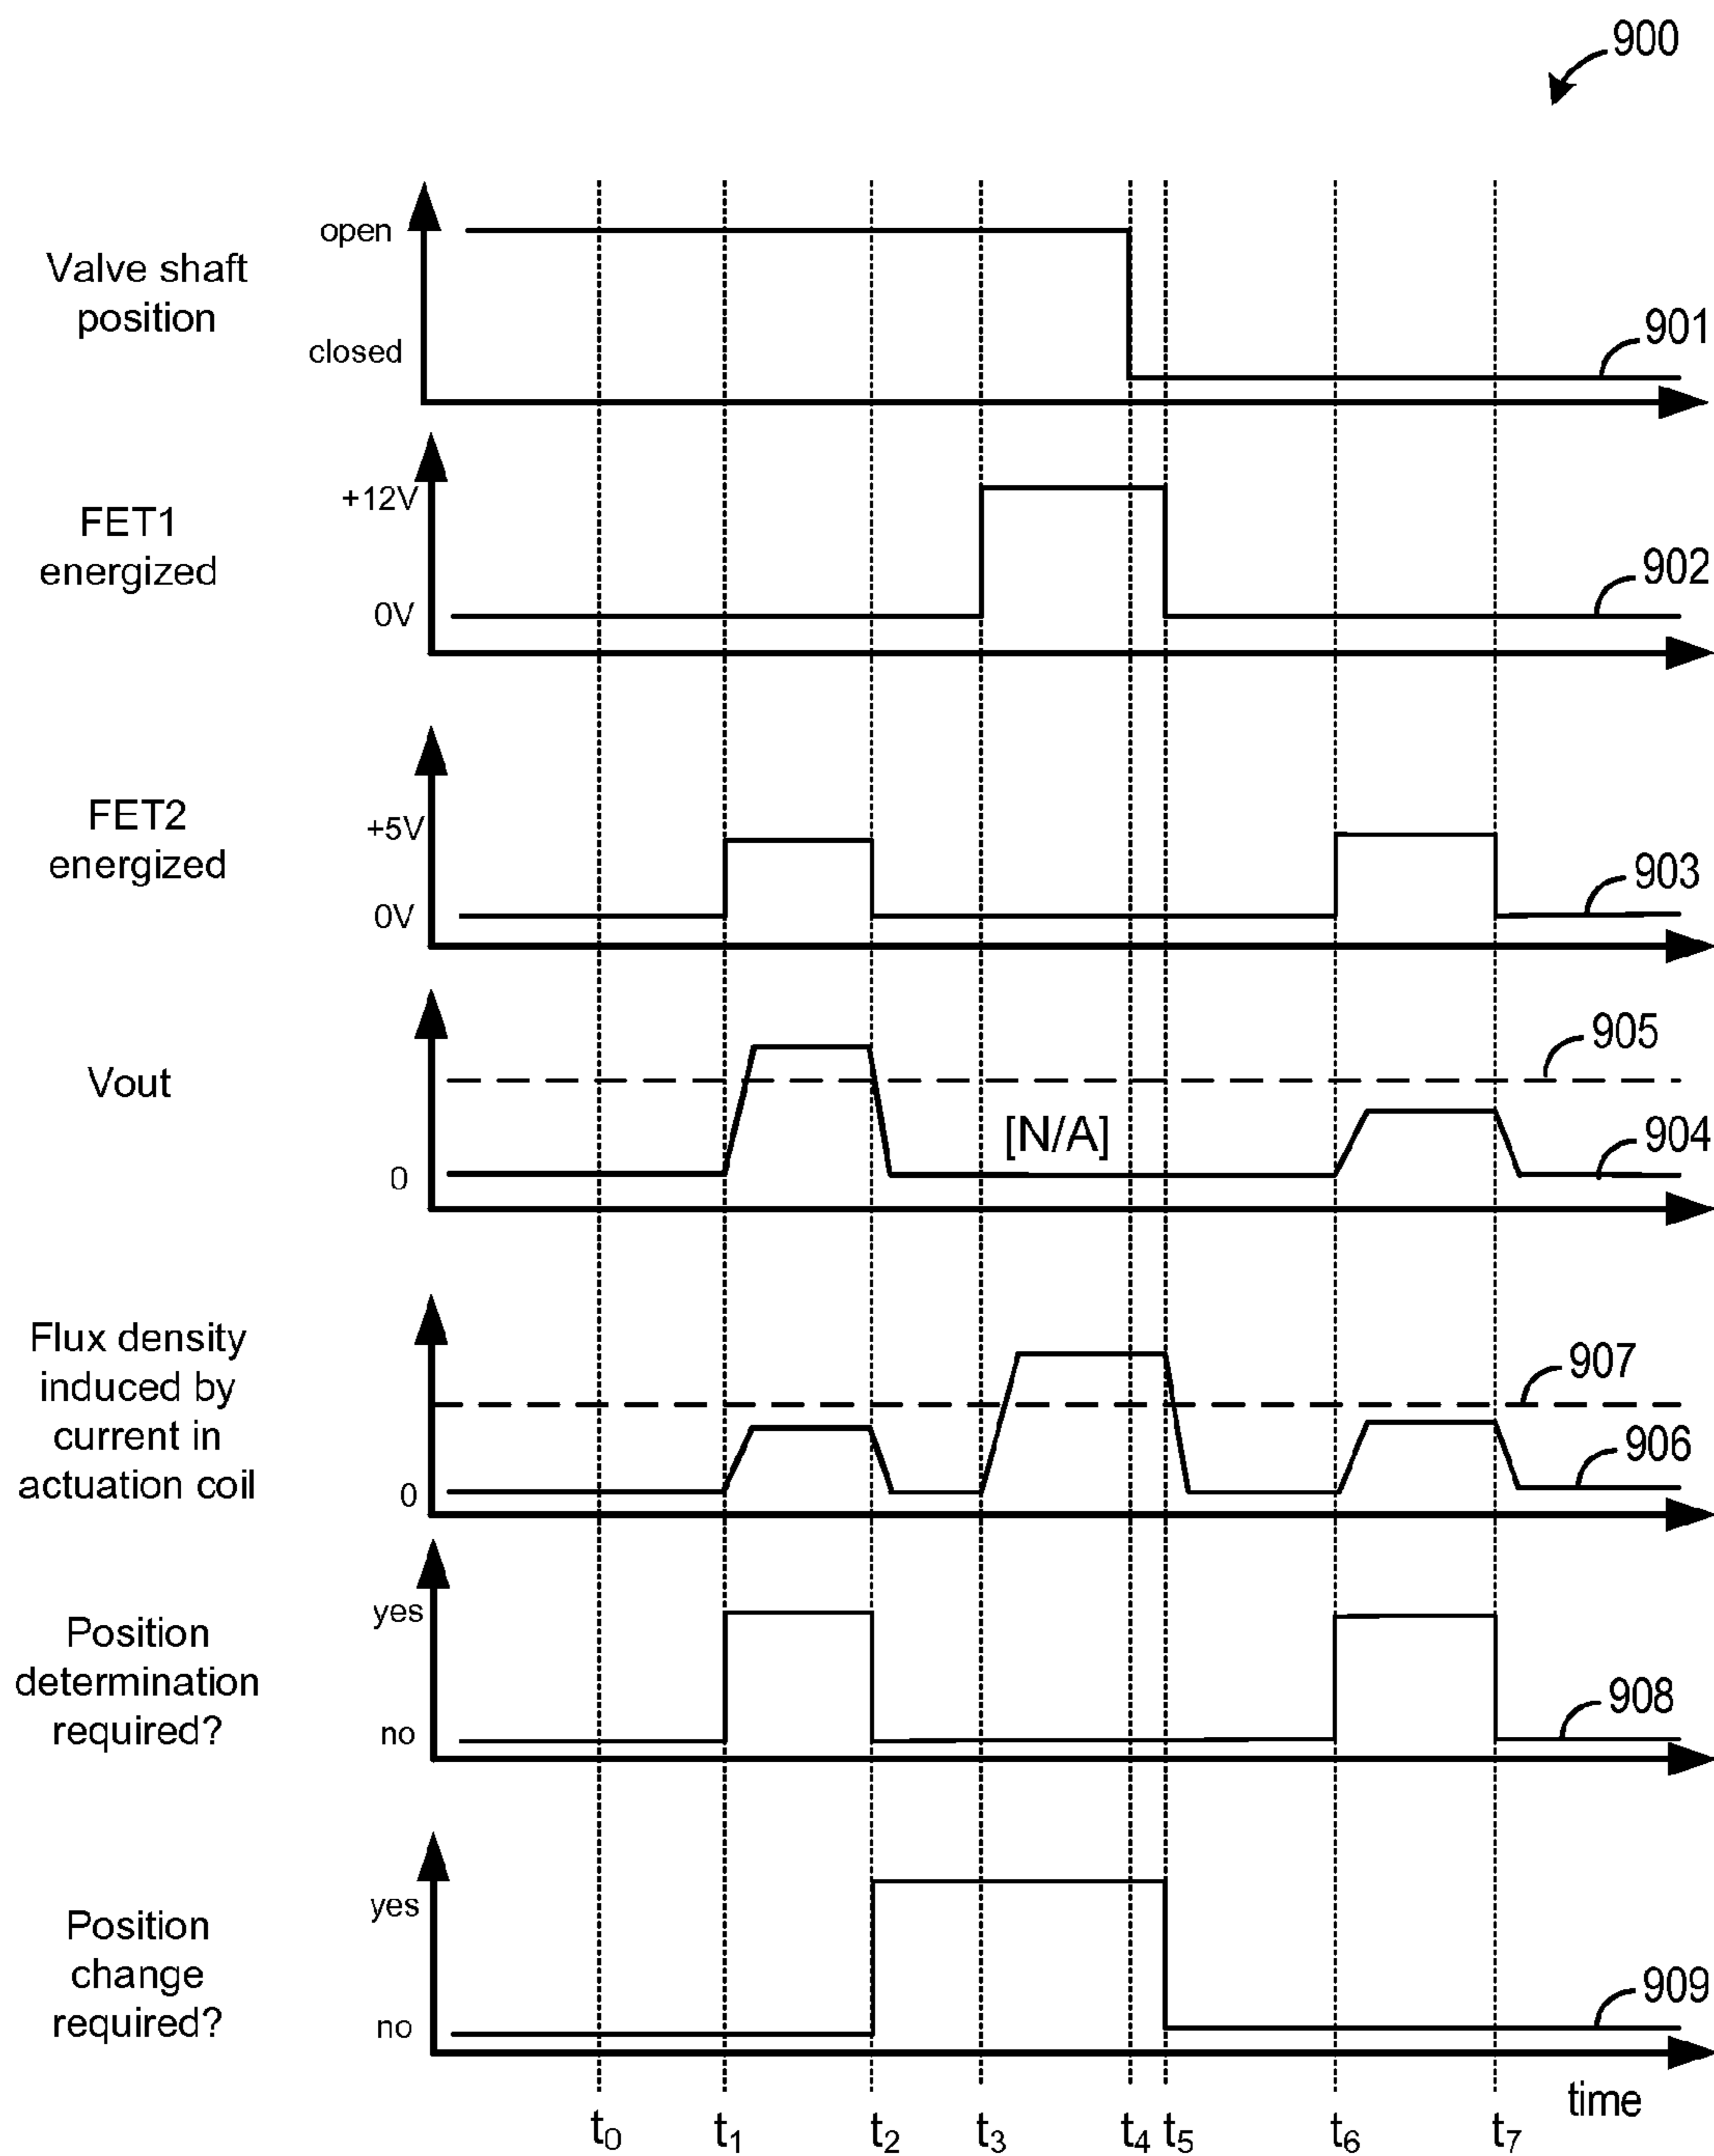 900
Valve shaft
position
open
closed
901
FET1
energized
+12V
0V
902
FET2
energized
+5V
0V
903
Vout
0
905
[N/A]
904
Flux density
induced by
current in
actuation coil
0
907
906
Position
determination
required?
yes
no
908
Position
change
required?
yes
no
909
time
t0 t1 t2 t3 t4 t5 t6 t7